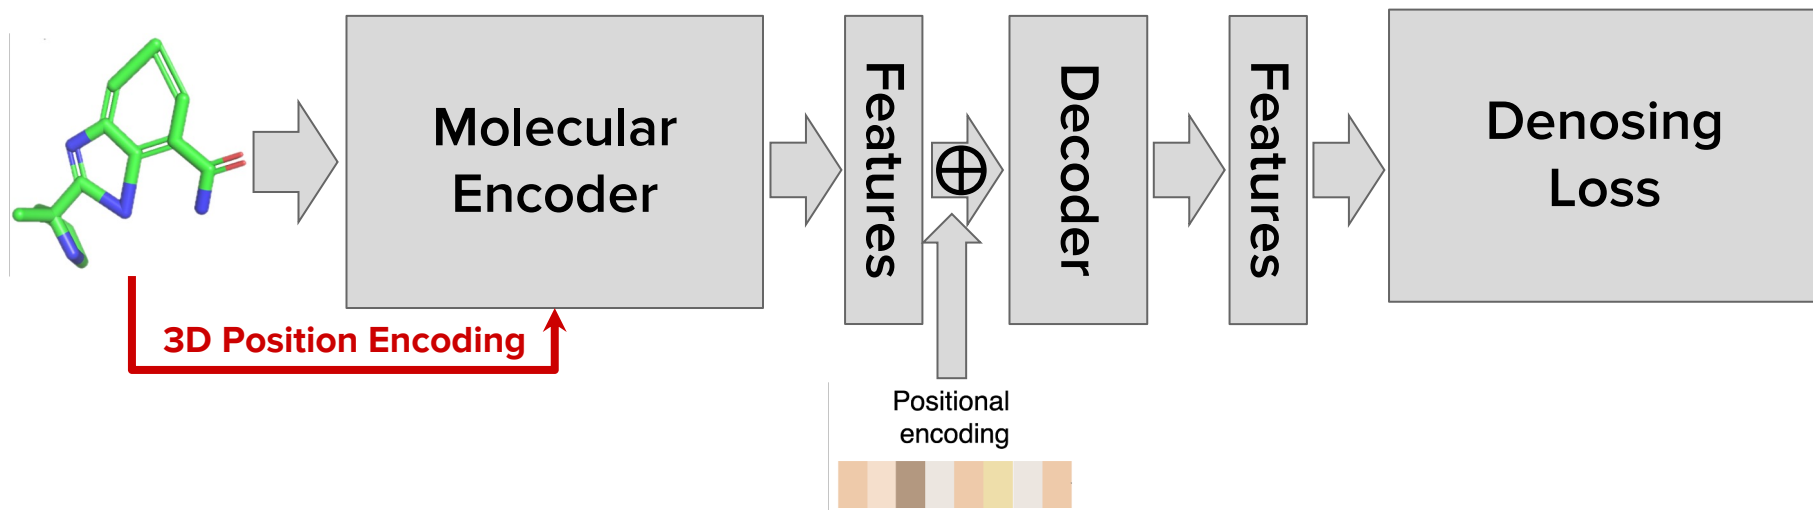 Molecular
Encoder
Features
Decoder
Features
Denosing
Loss
3D Position Encoding
Positional
encoding